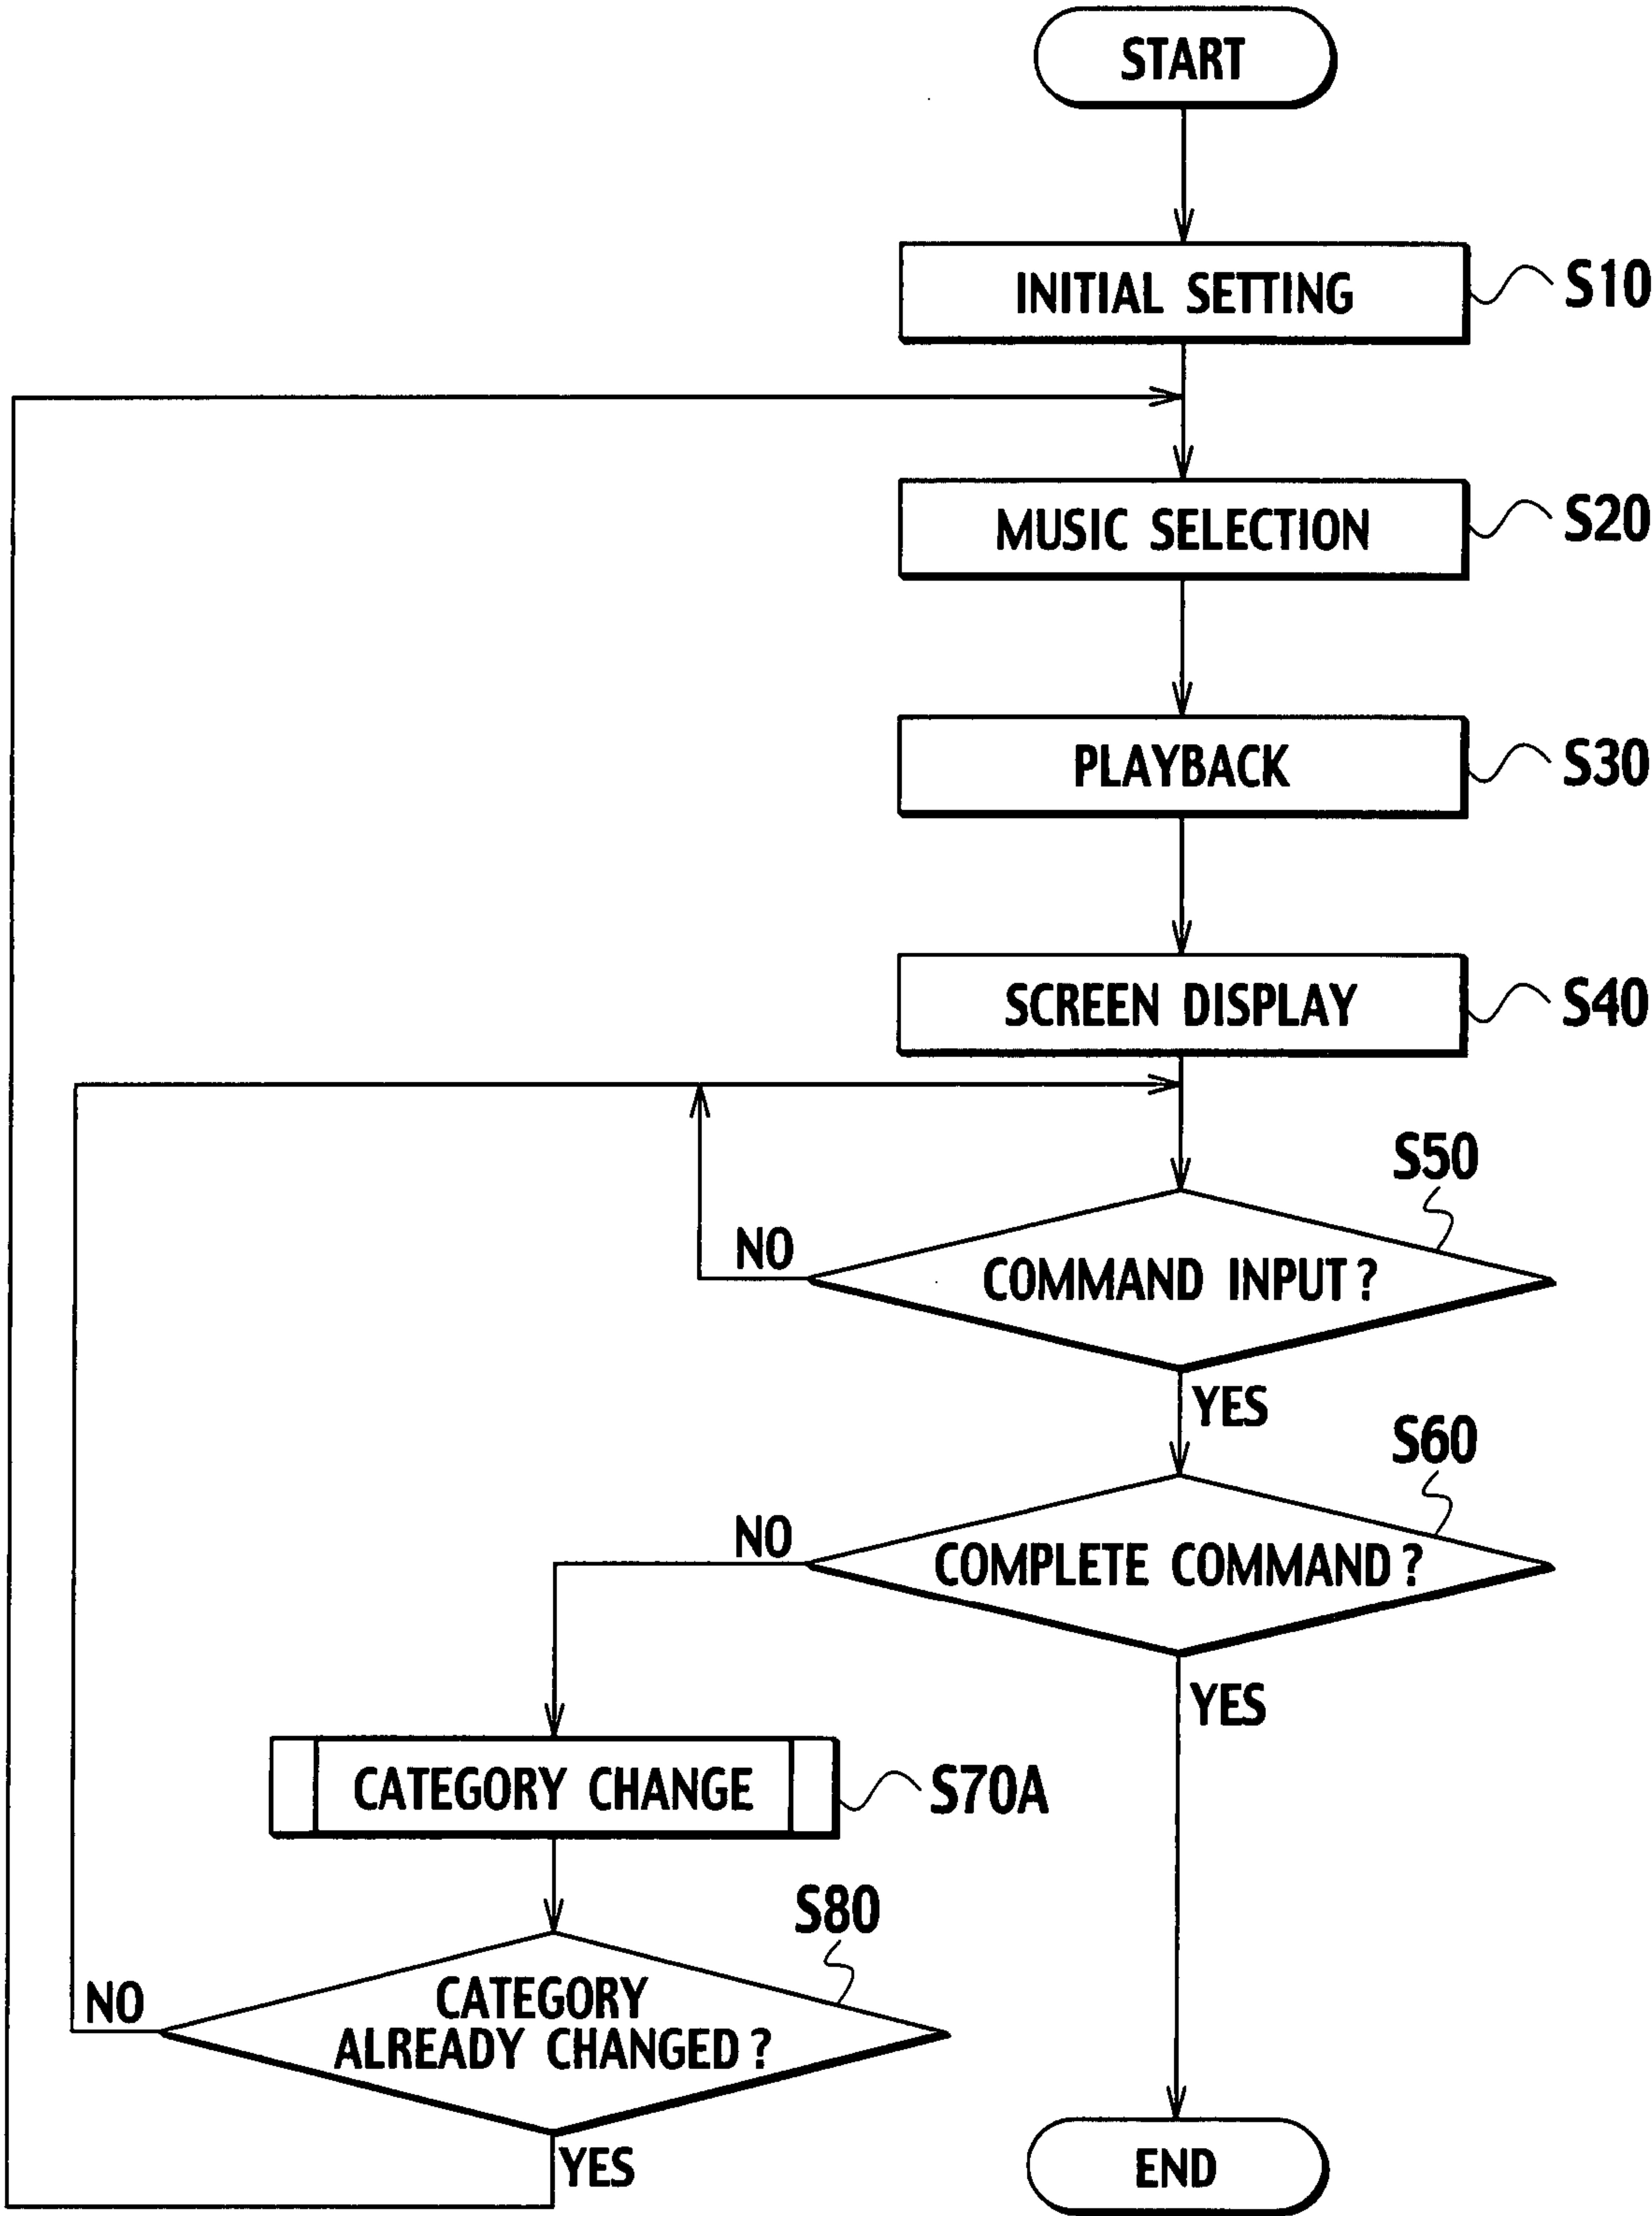 START
INITIAL SETTING
S10
MUSIC SELECTION
S20
PLAYBACK
S30
SCREEN DISPLAY
S40
S50
NO
COMMAND INPUT?
YES
S60
NO
COMPLETE COMMAND?
YES
CATEGORY CHANGE
S70A
S80
NO
CATEGORY
ALREADY CHANGED?
YES
END